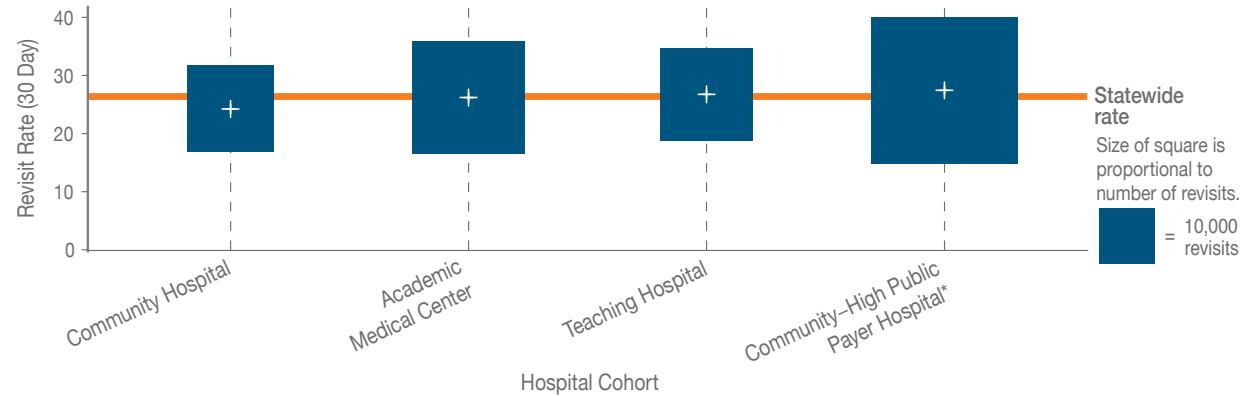 Revisit Rate (30 Day)
40
30
20
10
0
Community Hospital
Academic
Medical Center
Teaching Hospital
Community–High Public
Payer Hospital*
Hospital Cohort
Statewide
rate
Size of square is
proportional to
number of revisits.
= 10,000
revisits